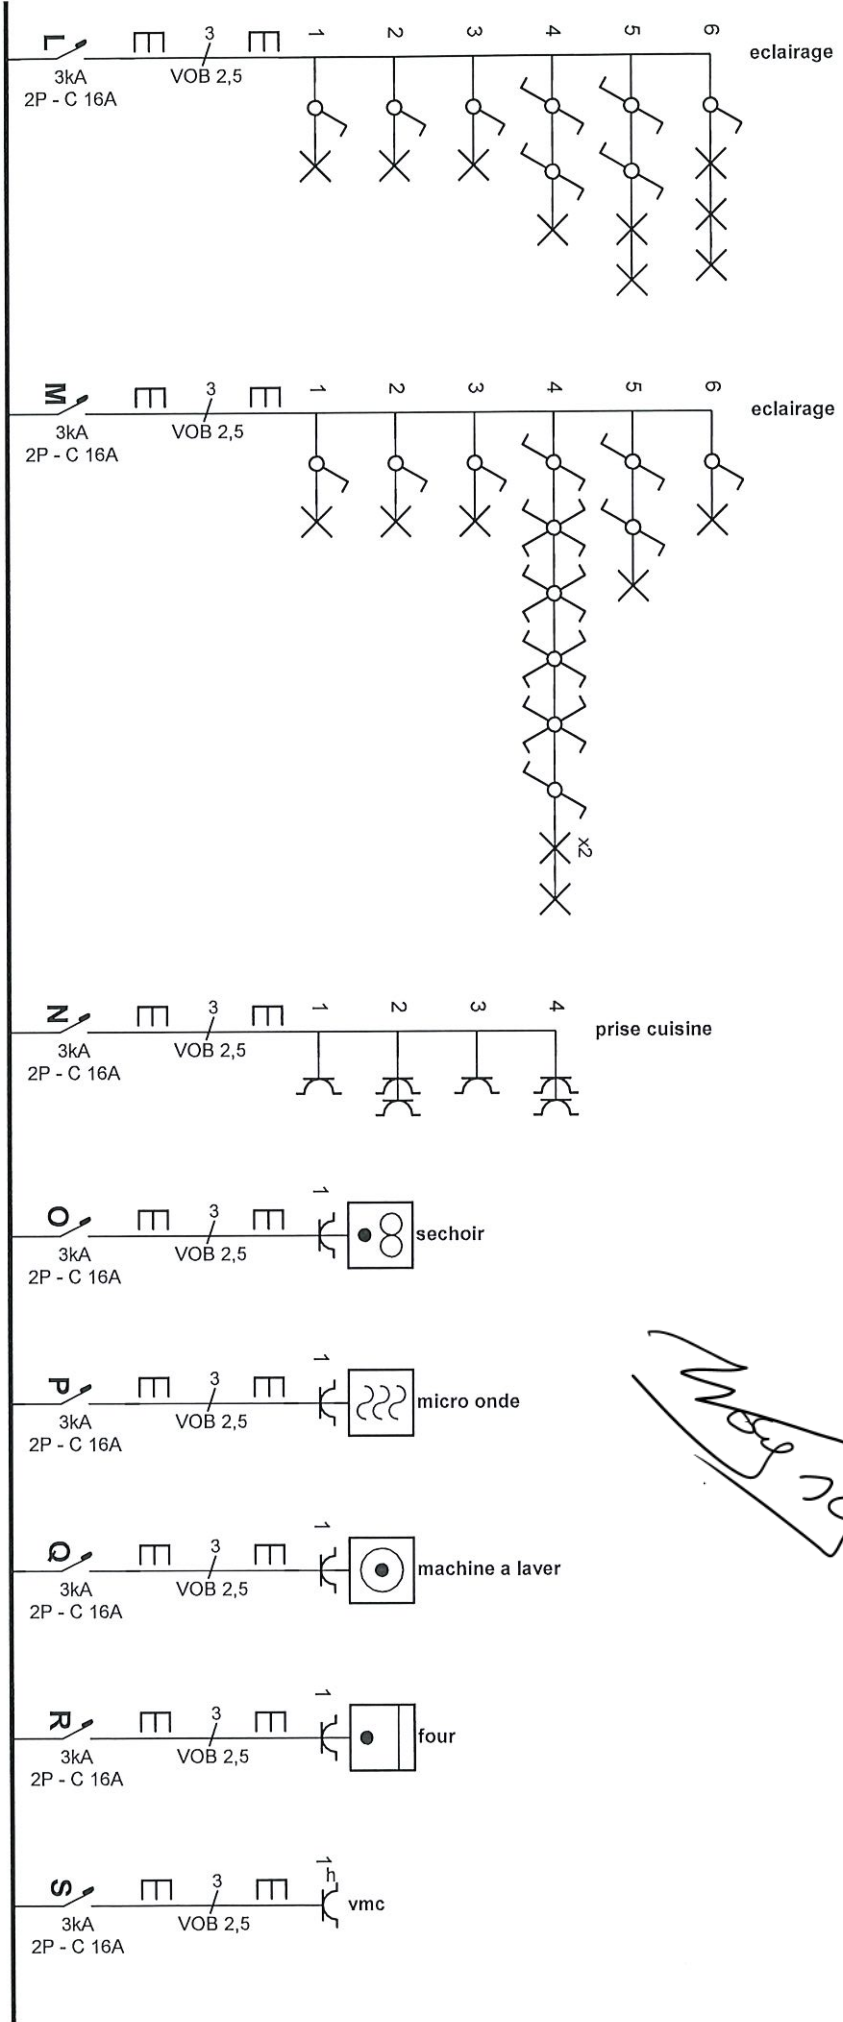 L 3 1 2 3 4 5 6 eclairage
3kA VOB 2,5
2P - C 16A
M 3 1 2 3 4 5 6 eclairage
3kA VOB 2,5
2P - C 16A
x2
N 3 1 2 3 4 prise cuisine
3kA VOB 2,5
2P - C 16A
O 3 1 sechoir
3kA VOB 2,5
2P - C 16A
P 3 1 micro onde
3kA VOB 2,5
2P - C 16A
Q 3 1 machine a laver
3kA VOB 2,5
2P - C 16A
R 3 1 four
3kA VOB 2,5
2P - C 16A
S 3 1 h vmc
3kA VOB 2,5
2P - C 16A